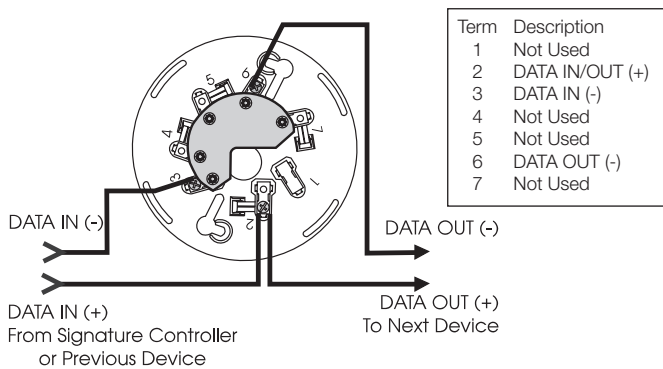 Term Description
1 Not Used
2 DATA IN/OUT (+)
3 DATA IN (-)
4 Not Used
5 Not Used
6 DATA OUT (-)
7 Not Used
6
5
7
4
3
1
2
DATA IN (-)
DATA OUT (-)
DATA IN (+)
From Signature Controller
or Previous Device
DATA OUT (+)
To Next Device